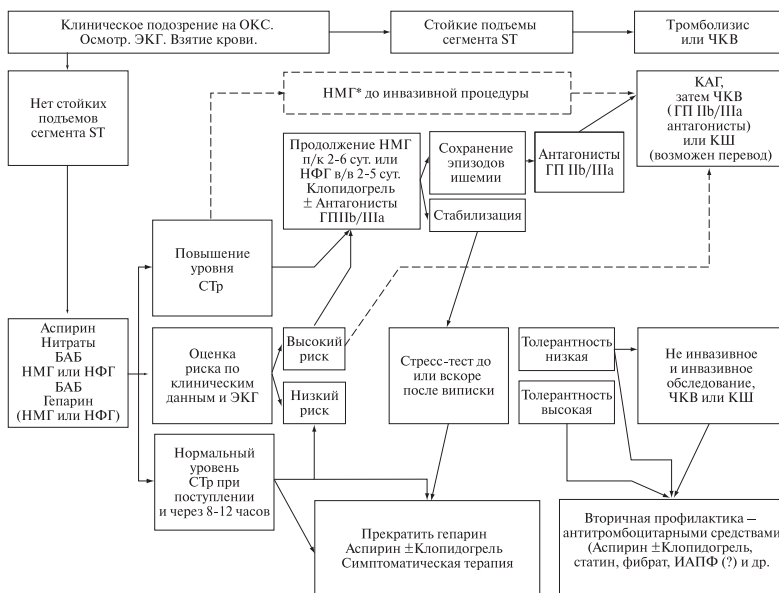 Клиническое подозрение на ОКС.
Осмотр. ЭКГ. Взятие крови.
Стойкие подъемы
сегмента ST
Тромболизис
или ЧКВ
Нет стойких
подъемов
сегмента ST
НМГ* до инвазивной процедуры
КАГ,
затем ЧКВ
(ГП IIb/IIIa
антагонисты)
или КШ
(возможен перевод)
Продолжение НМГ
п/к 2-6 сут. или
НФГ в/в 2-5 сут.
Клопидогрель
± Антагонисты
ГПIIb/IIIa
Сохранение
эпизодов
ишемии
Антагонисты
ГП IIb/IIIa
Стабилизация
Повышение
уровня
СТр
Аспирин
Нитраты
БАБ
НМГ или НФГ
БАБ
Гепарин
(НМГ или НФГ)
Оценка
риска по
клиническим
данным и ЭКГ
Высокий
риск
Низкий
риск
Стресс-тест до
или вскоре
после виписки
Толерантность
низкая
Толерантность
высокая
Не инвазивное
и инвазивное
обследование,
ЧКВ или КШ
Нормальный
уровень
СТр при
поступлении
и через 8-12 часов
Прекратить гепарин
Аспирин ±Клопидогрель
Симптоматическая терапия
Вторичная профилактика –
антитромбоцитарными средствами
(Аспирин ±Клопидогрель,
статин, фибрат, ИАПФ (?) и др.